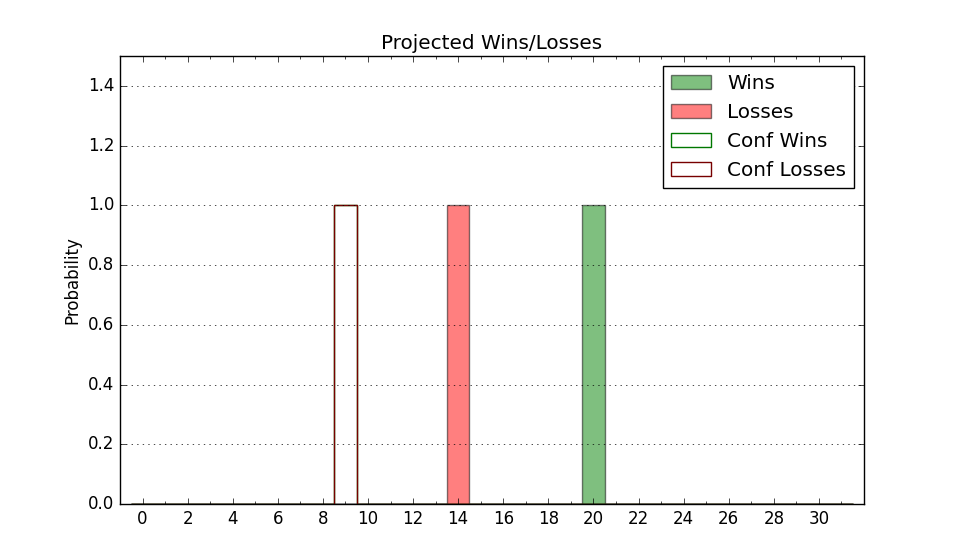 Projected Wins/Losses
Wins
Losses
Conf Wins
Conf Losses
Probability
1.4
1.2
1.0
0.8
0.6
0.4
0.2
0.0
0 2 4 6 8 10 12 14 16 18 20 22 24 26 28 30